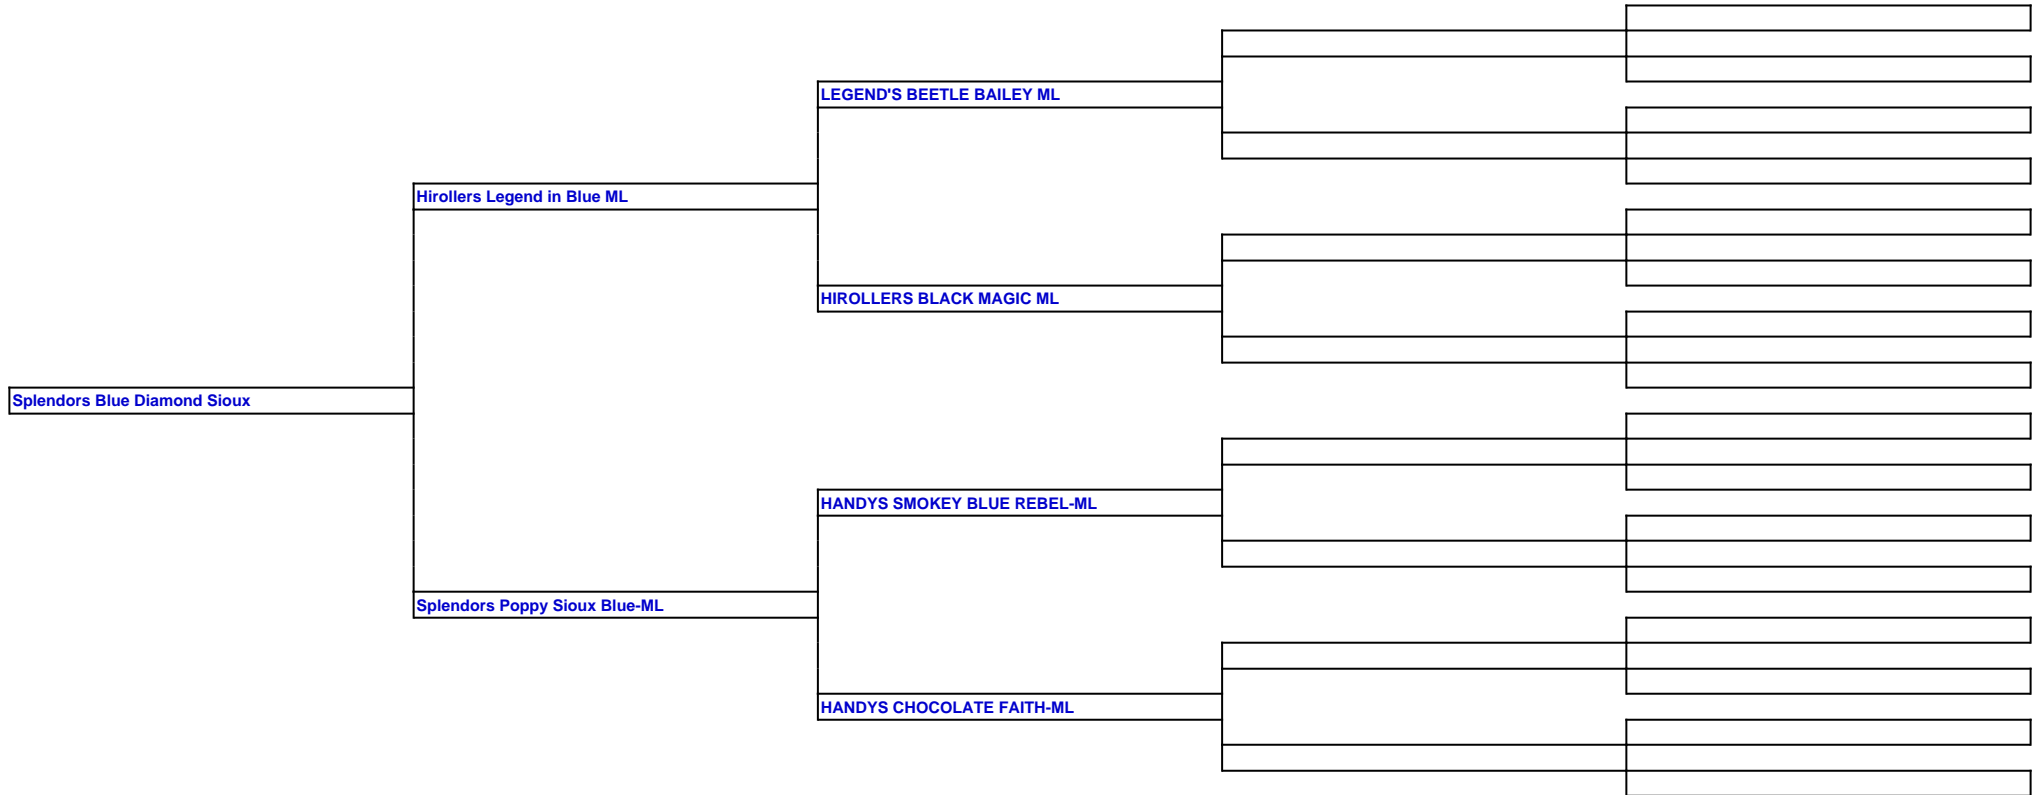 LEGEND'S BEETLE BAILEY ML
Hirollers Legend in Blue ML
HIROLLERS BLACK MAGIC ML
Splendors Blue Diamond Sioux
HANDYS SMOKEY BLUE REBEL-ML
Splendors Poppy Sioux Blue-ML
HANDYS CHOCOLATE FAITH-ML